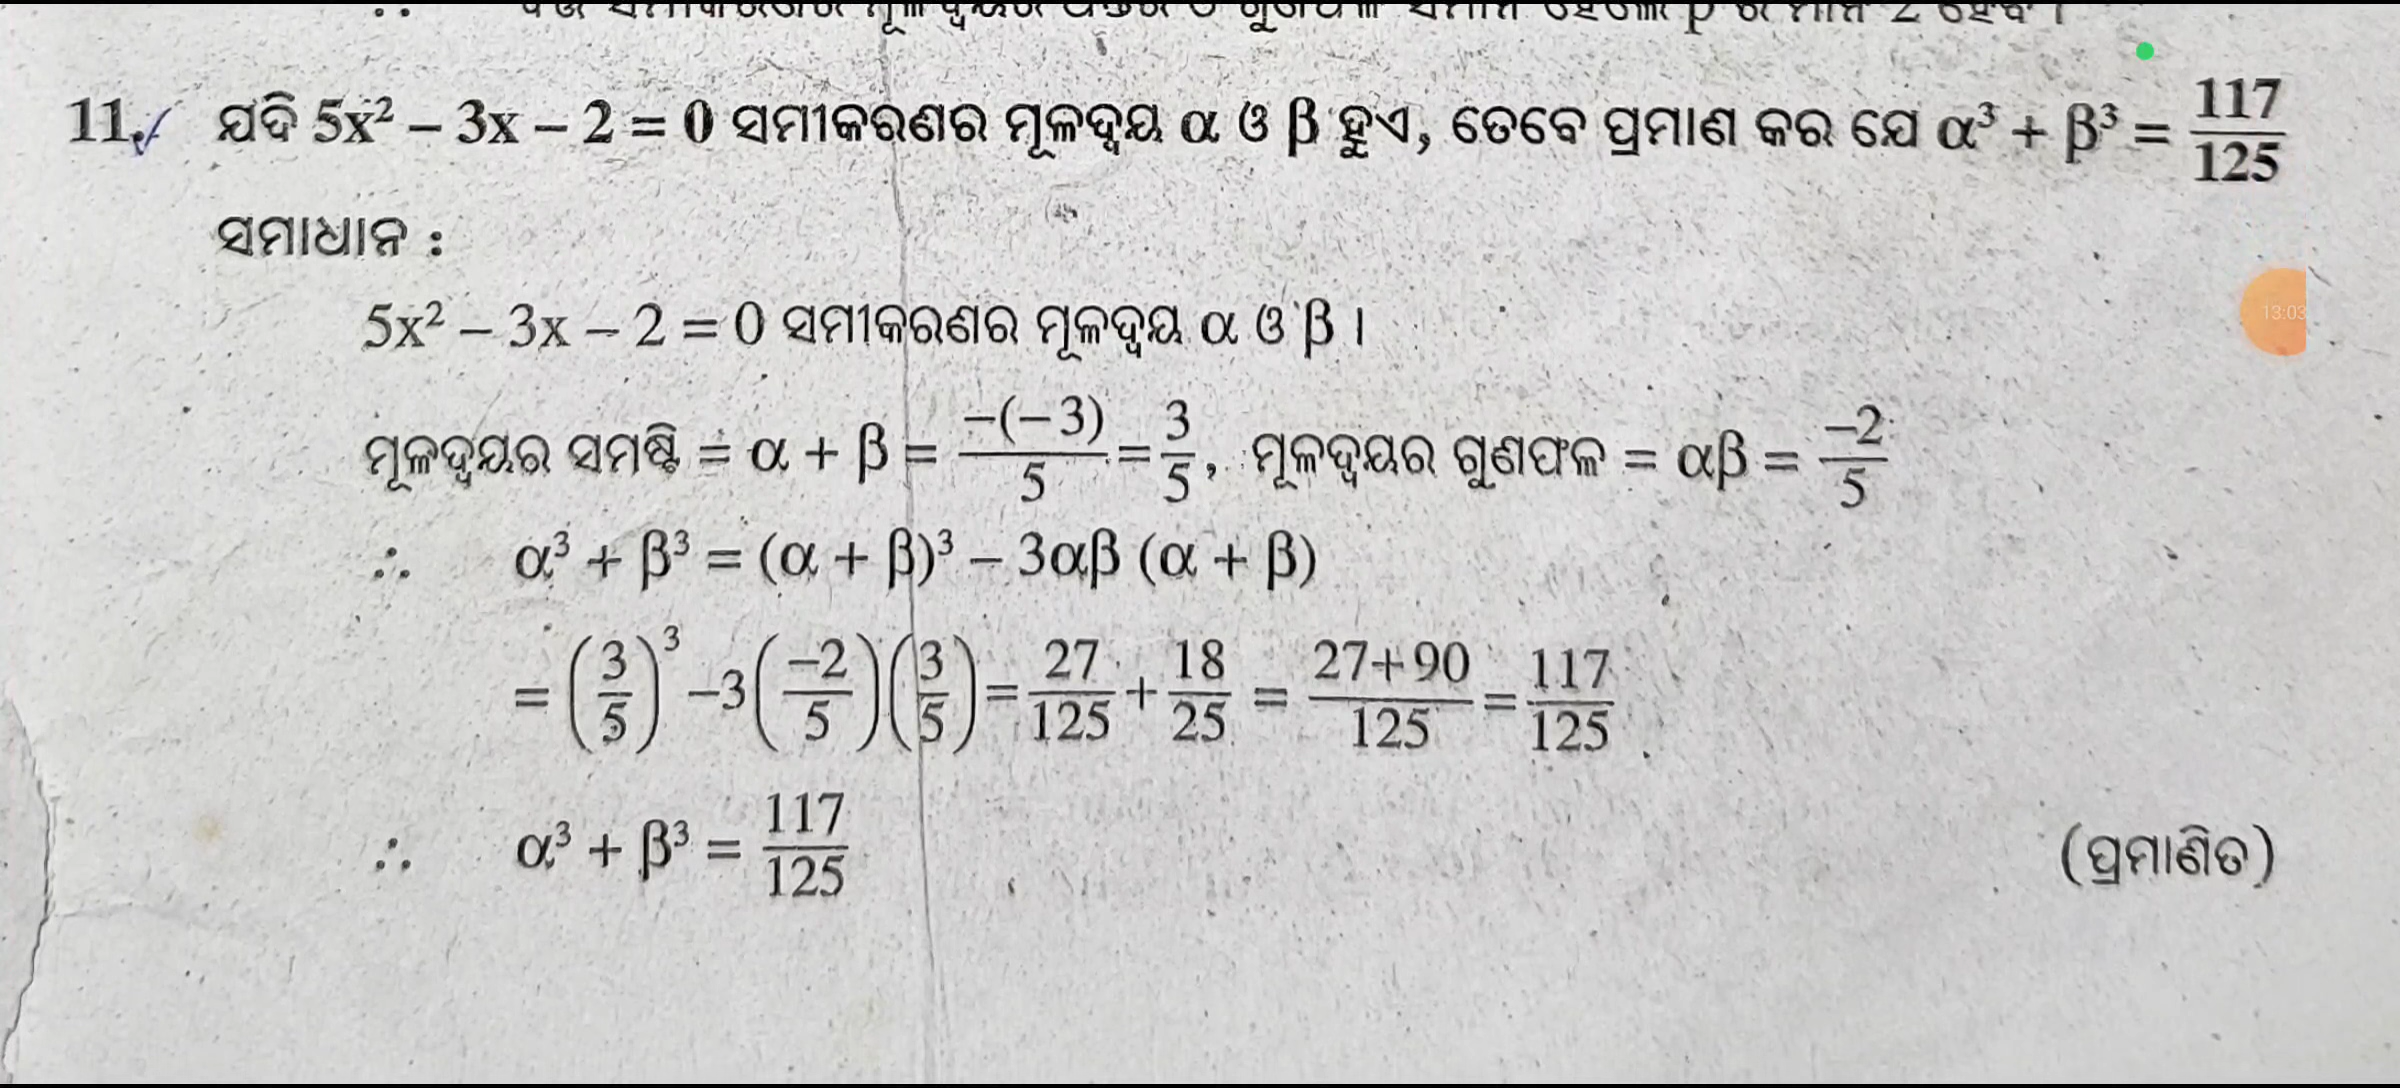 11. ଯଦି 5x² – 3x – 2 = 0 ସମୀକରଣର ମୂଳଦ୍ୱୟ α ଓ β ହୁଏ, ତେବେ ପ୍ରମାଣ କର ଯେ α³ + β³ = 117/125
ସମାଧାନ :
5x² – 3x – 2 = 0 ସମୀକରଣର ମୂଳଦ୍ୱୟ α ଓ β ।
ମୂଳଦ୍ୱୟର ସମଷ୍ଟି = α + β = –(–3)/5 = 3/5, ମୂଳଦ୍ୱୟର ଗୁଣଫଳ = αβ = –2/5
∴ α³ + β³ = (α + β)³ – 3αβ (α + β)
= (3/5)³ –3(–2/5)(3/5) = 27/125 + 18/25 = 27+90/125 = 117/125
∴ α³ + β³ = 117/125 (ପ୍ରମାଣିତ)
13:03